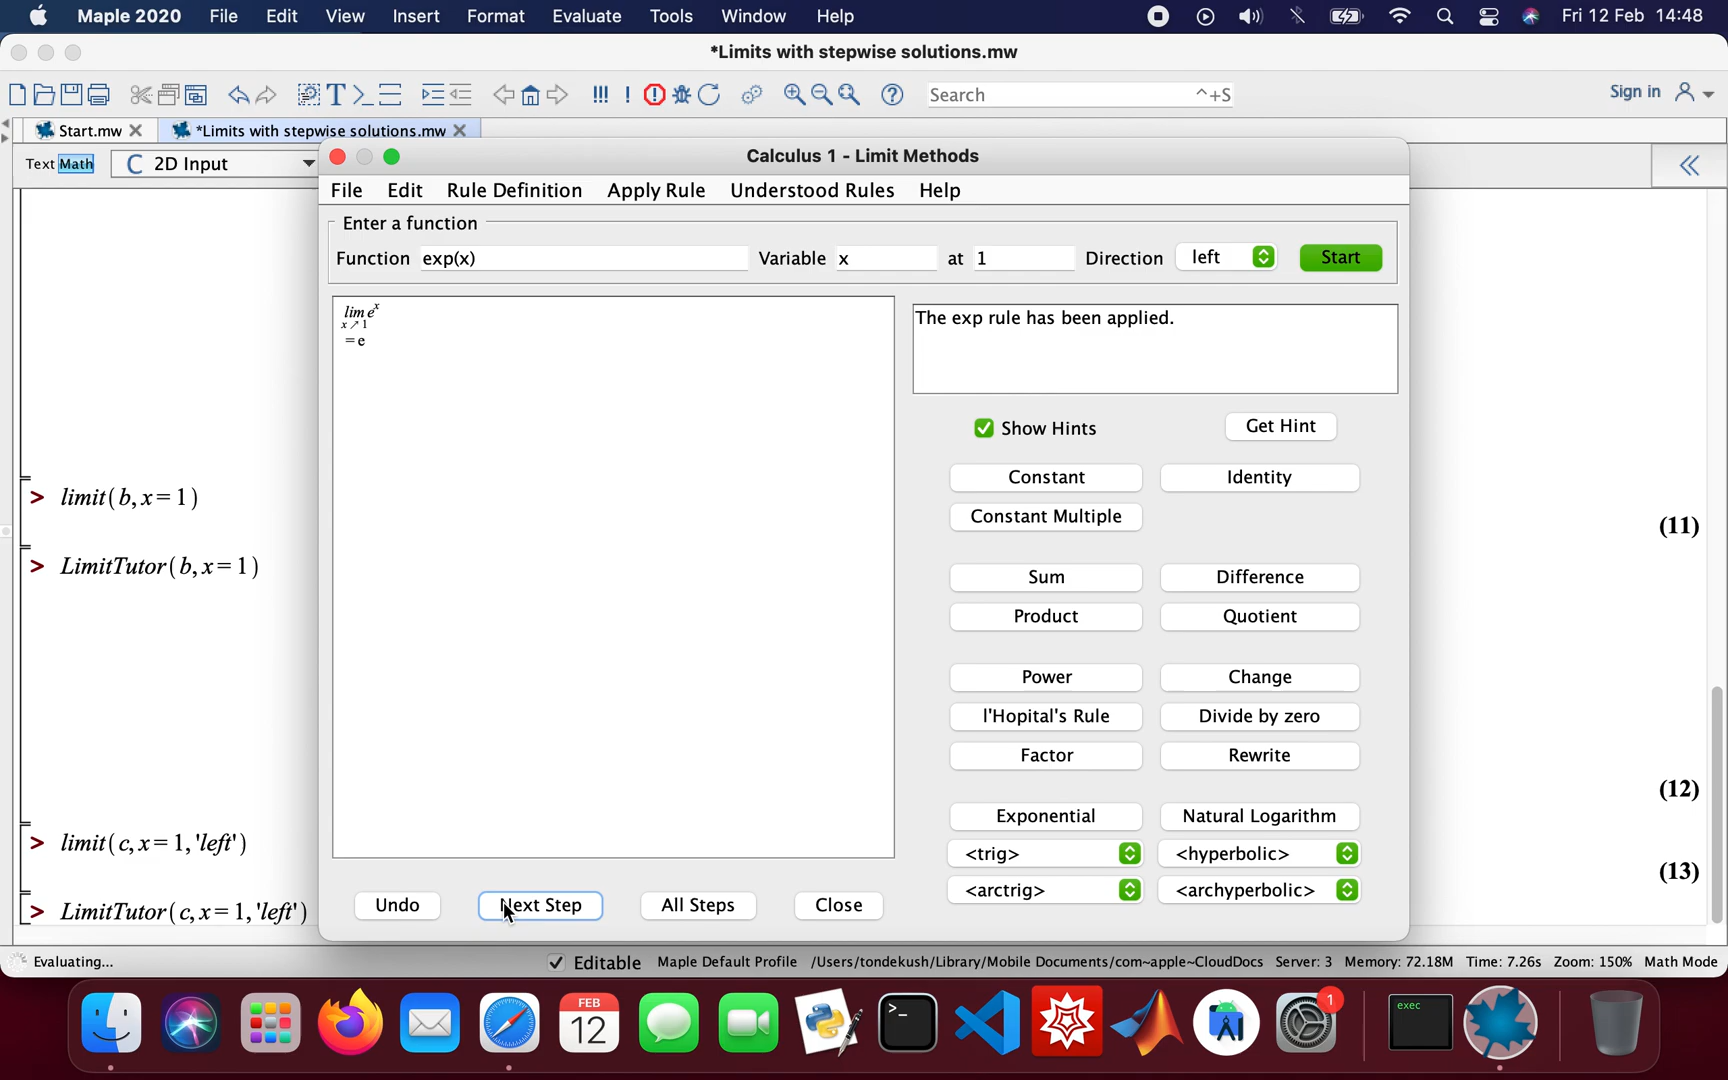 Maple 2020 File Edit View Insert Format Evaluate Tools Window Help Fri 12 Feb 14:48
*Limits with stepwise solutions.mw
Search ^+S Sign in
Start.mw *Limits with stepwise solutions.mw
Text Math C 2D Input
Calculus 1 - Limit Methods
File Edit Rule Definition Apply Rule Understood Rules Help
Enter a function
Function exp(x) Variable x at 1 Direction left Start
lim e^x
x↗1
= e
The exp rule has been applied.
Show Hints Get Hint
Constant Identity
Constant Multiple
Sum Difference
Product Quotient
Power Change
l'Hopital's Rule Divide by zero
Factor Rewrite
Exponential Natural Logarithm
<trig> <hyperbolic>
<arctrig> <archyperbolic>
Undo Next Step All Steps Close
> limit(b, x=1)
(11)
> LimitTutor(b, x=1)
(12)
> limit(c, x=1, 'left')
(13)
> LimitTutor(c, x=1, 'left')
Evaluating... Editable Maple Default Profile /Users/tondekush/Library/Mobile Documents/com~apple~CloudDocs Server: 3 Memory: 72.18M Time: 7.26s Zoom: 150% Math Mode
FEB
12
>_
1
exec